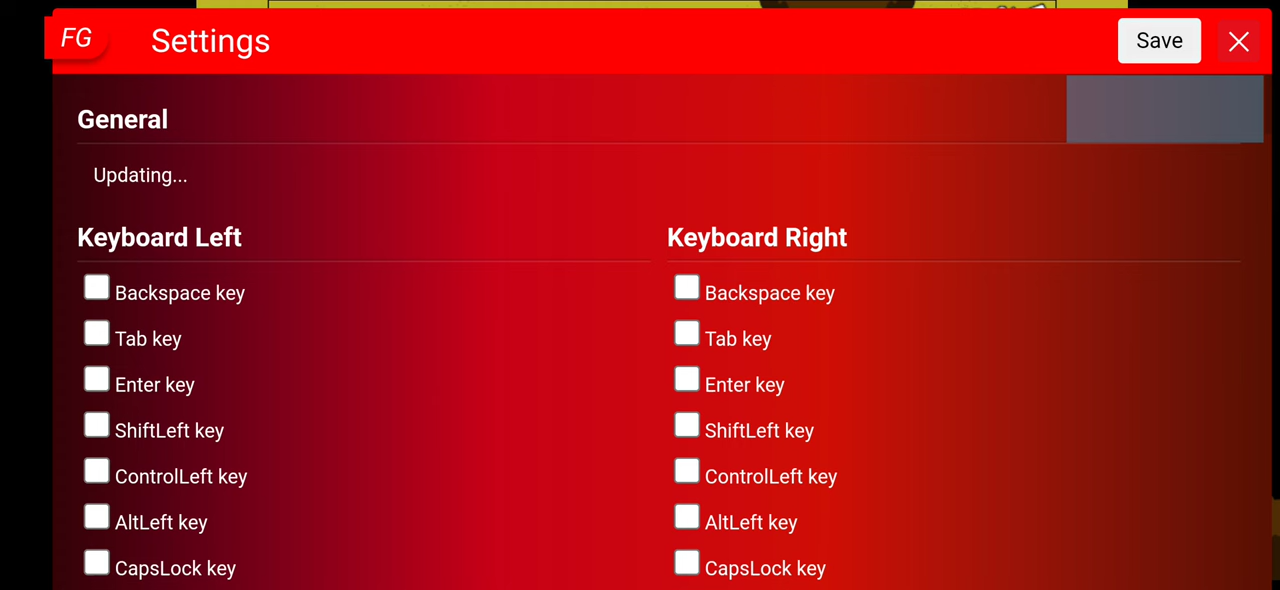 FG
Settings
Save
General
Updating...
Keyboard Left
Backspace key
Tab key
Enter key
ShiftLeft key
ControlLeft key
AltLeft key
CapsLock key
Keyboard Right
Backspace key
Tab key
Enter key
ShiftLeft key
ControlLeft key
AltLeft key
CapsLock key